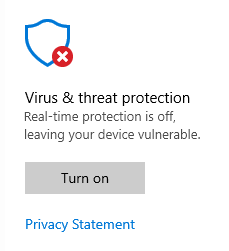 Virus & threat protection
Real-time protection is off,
leaving your device vulnerable.
Turn on
Privacy Statement